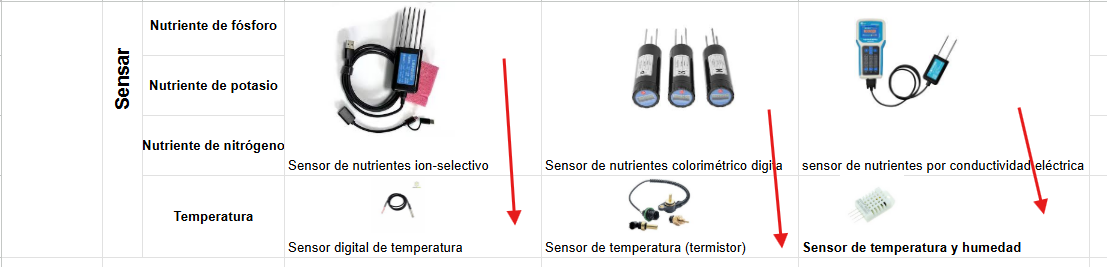 Sensar
Nutriente de fósforo
Nutriente de potasio
Nutriente de nitrógeno
Sensor de nutrientes ion-selectivo
Sensor de nutrientes colorimétrico digita
sensor de nutrientes por conductividad eléctrica
Temperatura
Sensor digital de temperatura
Sensor de temperatura (termistor)
Sensor de temperatura y humedad